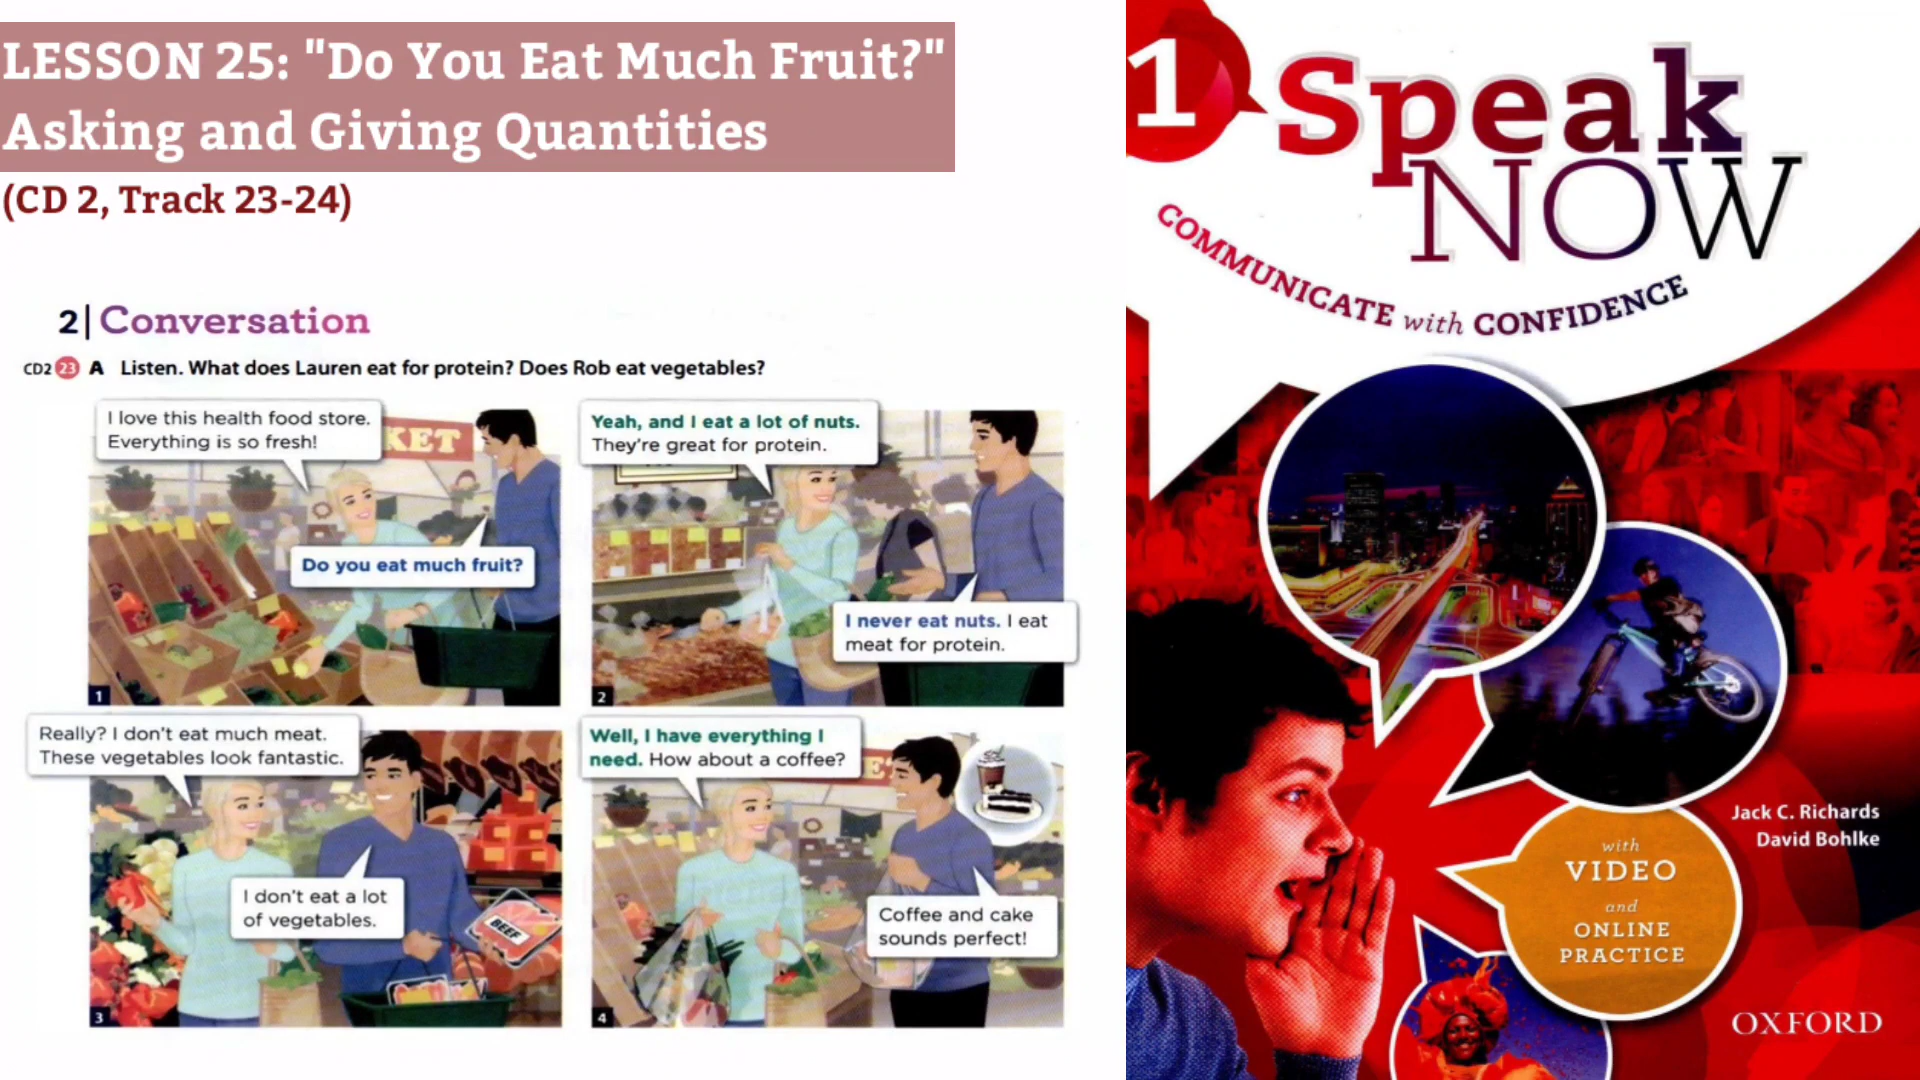 LESSON 25: "Do You Eat Much Fruit?"
Asking and Giving Quantities
(CD 2, Track 23-24)
2|Conversation
CD2 23 A Listen. What does Lauren eat for protein? Does Rob eat vegetables?
I love this health food store.
Everything is so fresh!
KET
Do you eat much fruit?
1
Yeah, and I eat a lot of nuts.
They're great for protein.
I never eat nuts. I eat
meat for protein.
2
Really? I don't eat much meat.
These vegetables look fantastic.
I don't eat a lot
of vegetables.
BEEF
3
Well, I have everything I
need. How about a coffee?
ET
Coffee and cake
sounds perfect!
4
1 Speak
NOW
COMMUNICATE with CONFIDENCE
Jack C. Richards
David Bohlke
with
VIDEO
and
ONLINE
PRACTICE
OXFORD